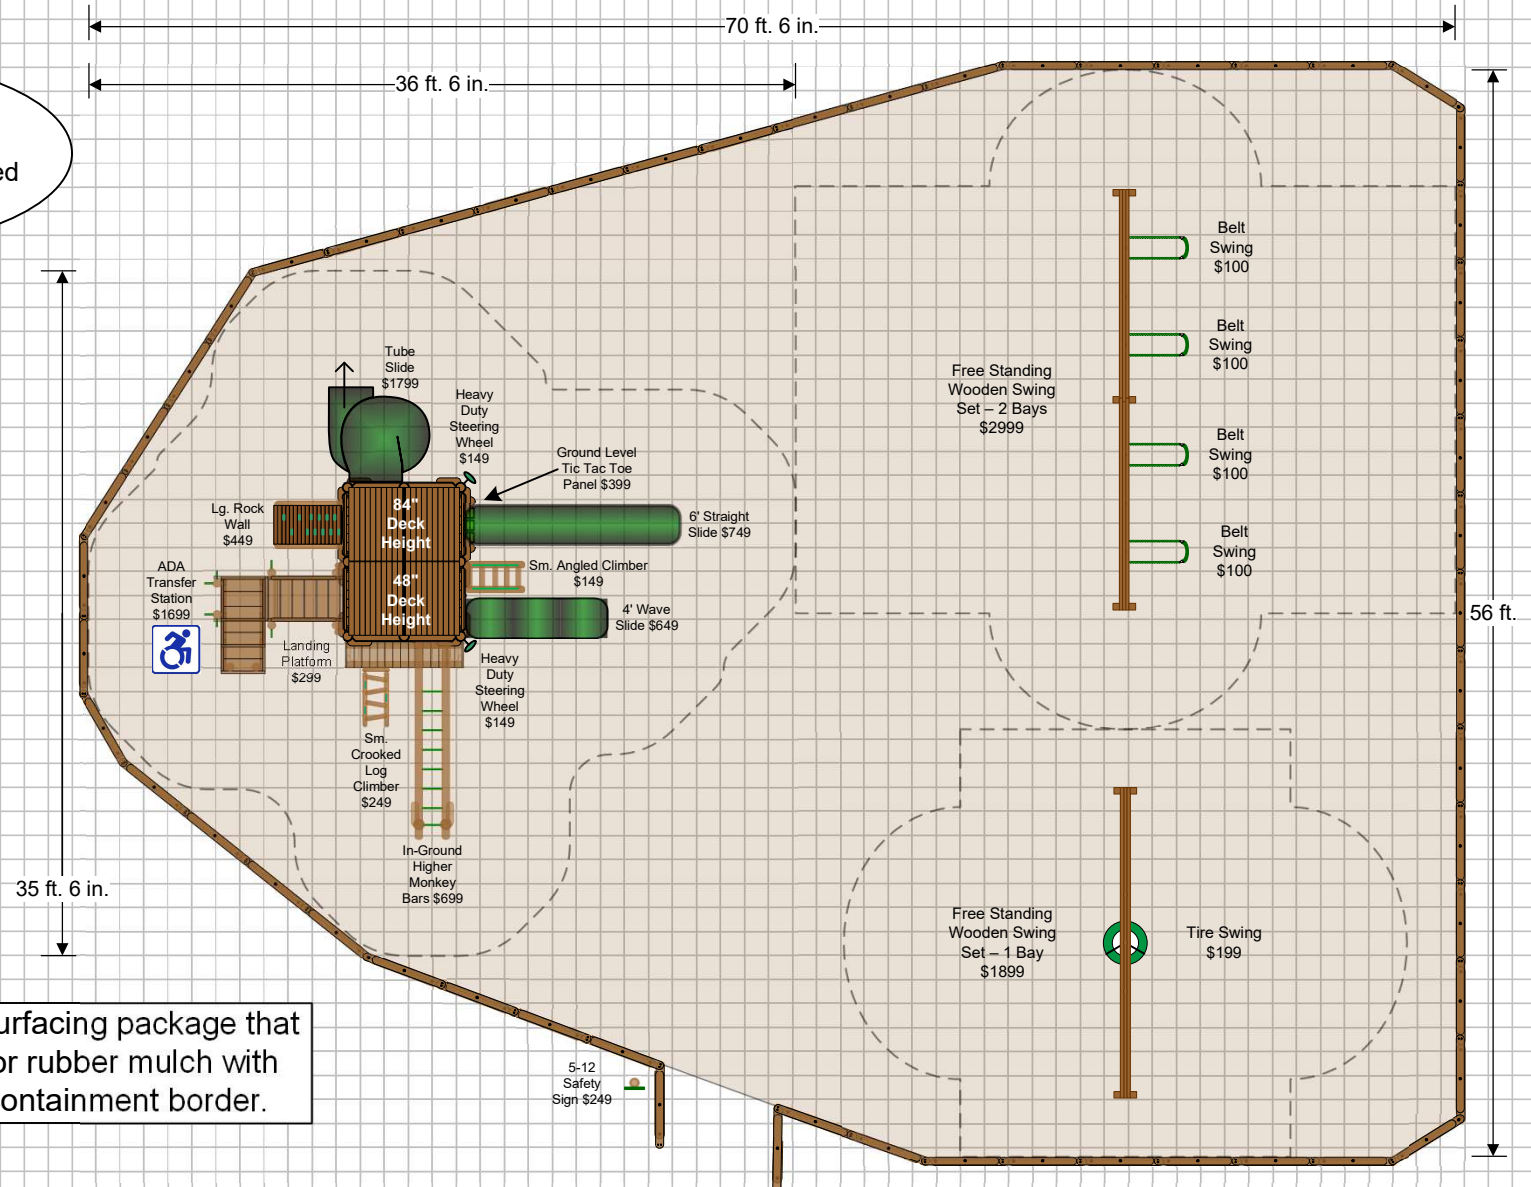 70 ft. 6 in.
36 ft. 6 in.
ed
Belt
Swing
$100
Belt
Swing
$100
Tube
Slide
$1799
Free Standing
Wooden Swing
Set – 2 Bays
$2999
Heavy
Duty
Steering
Wheel
$149
Ground Level
Tic Tac Toe
Panel $399
Belt
Swing
$100
84"
Deck
Height
Lg. Rock
Wall
$449
6' Straight
Slide $749
Belt
Swing
$100
ADA
Transfer
Station
$1699
48"
Deck
Height
Sm. Angled Climber
$149
4' Wave
Slide $649
56 ft.
Landing
Platform
$299
Heavy
Duty
Steering
Wheel
$149
Sm.
Crooked
Log
Climber
$249
In-Ground
Higher
Monkey
Bars $699
35 ft. 6 in.
Free Standing
Wooden Swing
Set – 1 Bay
$1899
Tire Swing
$199
urfacing package that
or rubber mulch with
ontainment border.
5-12
Safety
Sign $249